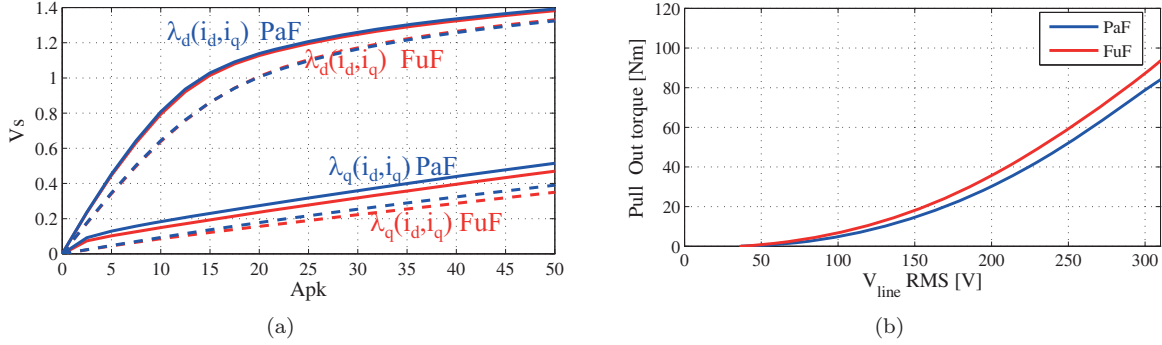 1.4
1.2
1
0.8
0.6
0.4
0.2
0
Vs
λd(id,iq) PaF
λd(id,iq) FuF
λq(id,iq) PaF
λq(id,iq) FuF
0 5 10 15 20 25 30 35 40 45 50
Apk
(a)
120
100
80
60
40
20
0
Pull Out torque [Nm]
PaF
FuF
0 50 100 150 200 250 300
Vline RMS [V]
(b)